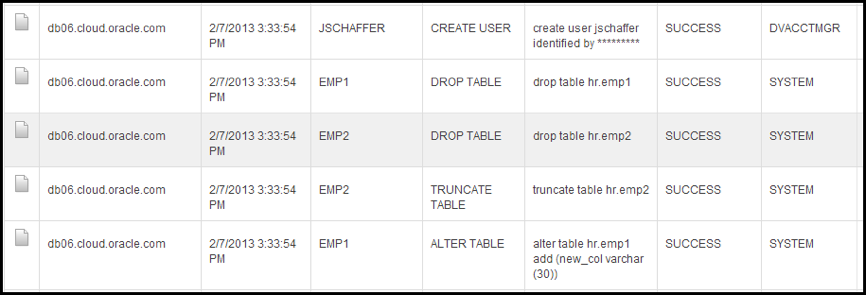 db06.cloud.oracle.com 2/7/2013 3:33:54 JSCHAFFER CREATE USER create user jschaffer SUCCESS DVACCTMGR
PM identified by *********
db06.cloud.oracle.com 2/7/2013 3:33:54 EMP1 DROP TABLE drop table hr.emp1 SUCCESS SYSTEM
PM
db06.cloud.oracle.com 2/7/2013 3:33:54 EMP2 DROP TABLE drop table hr.emp2 SUCCESS SYSTEM
PM
db06.cloud.oracle.com 2/7/2013 3:33:54 EMP2 TRUNCATE truncate table hr.emp2 SUCCESS SYSTEM
PM TABLE
db06.cloud.oracle.com 2/7/2013 3:33:54 EMP1 ALTER TABLE alter table hr.emp1 SUCCESS SYSTEM
PM add (new_col varchar
(30))